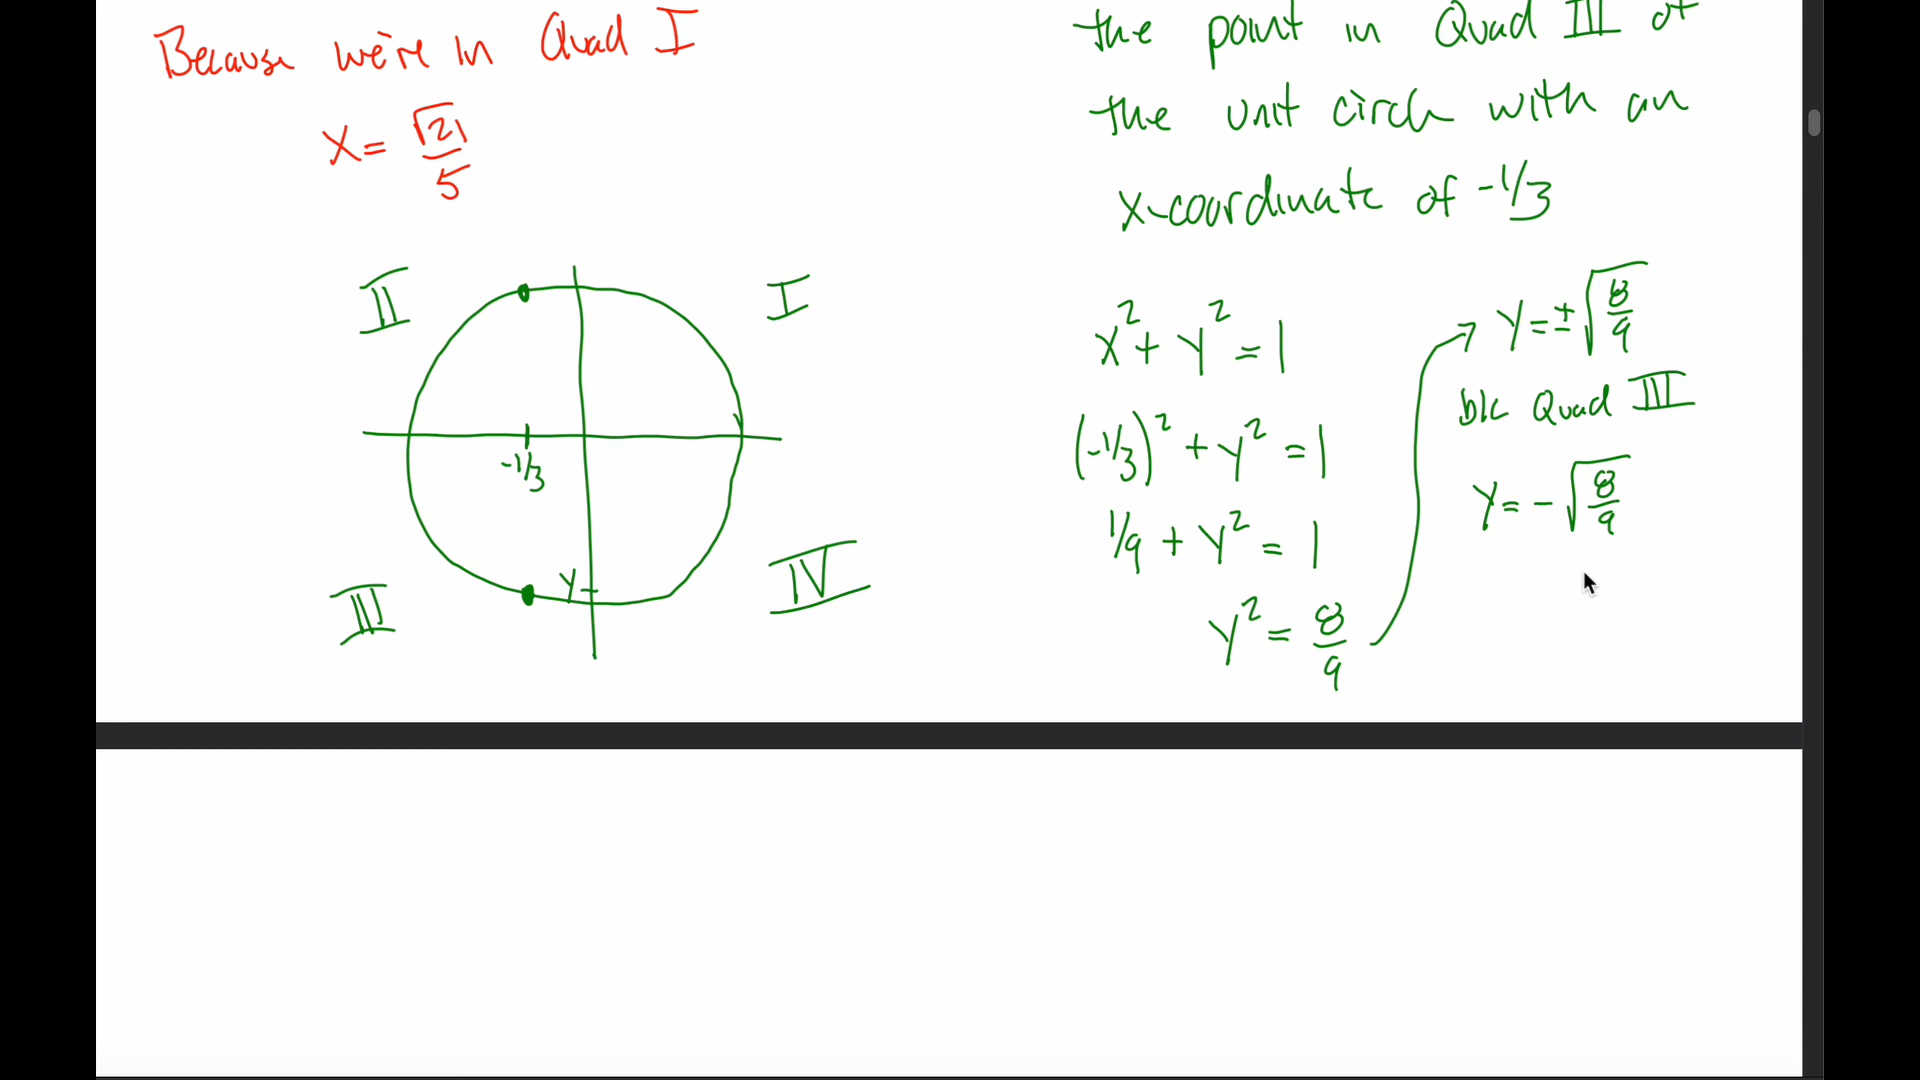 Because we're in Quad I
x = √21/5
the point in Quad III of
the unit circle with an
x-coordinate of -1/3
II
I
-1/3
III
IV
y
x² + y² = 1
(-1/3)² + y² = 1
1/9 + y² = 1
y² = 8/9
y = ±√8/9
b/c Quad III
y = -√8/9